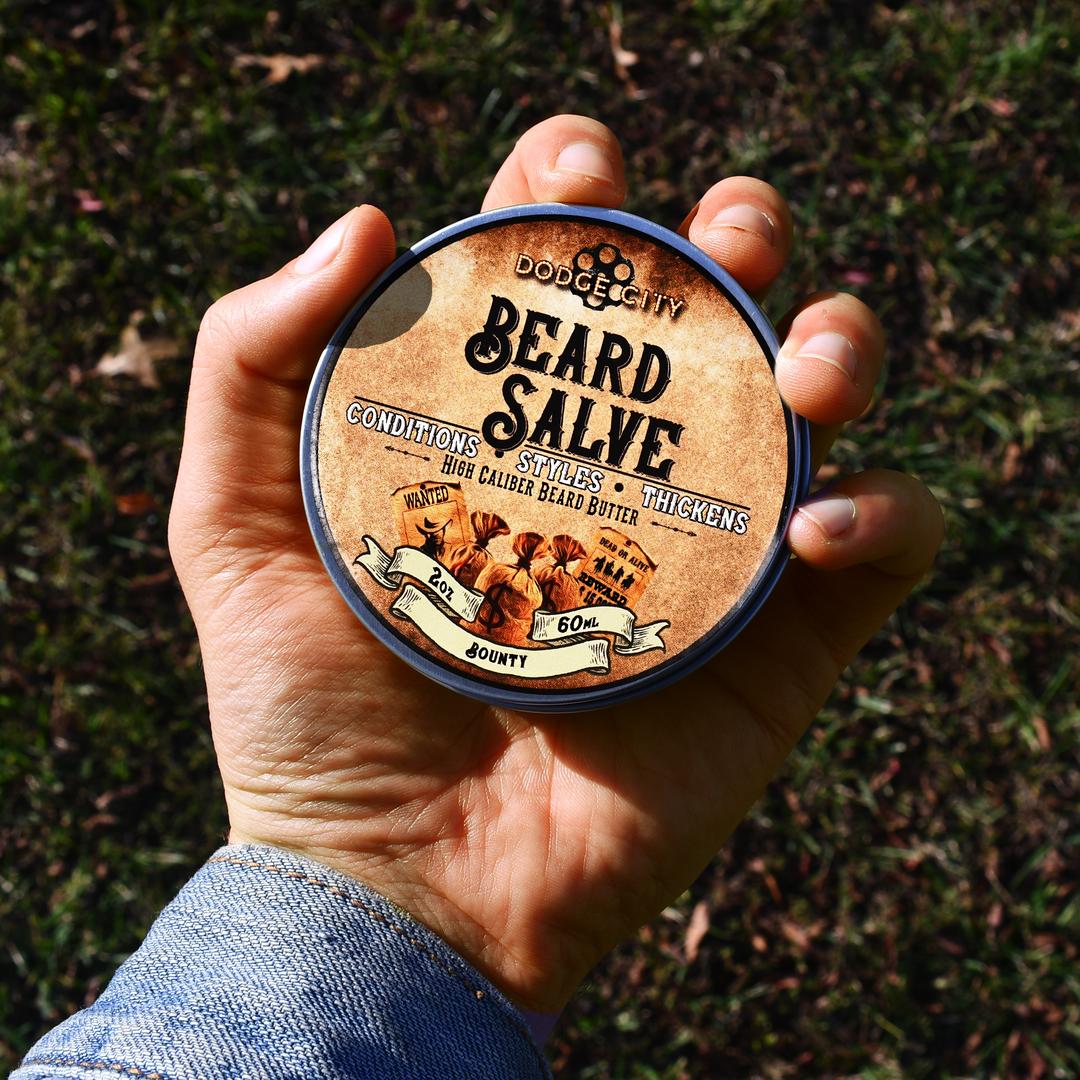 DODGE CITY
BEARD
SALVE
CONDITIONS STYLES • THICKENS
HIGH CALIBER BEARD BUTTER
WANTED
DEAD OR ALIVE
REWARD
2OZ
60ML
BOUNTY